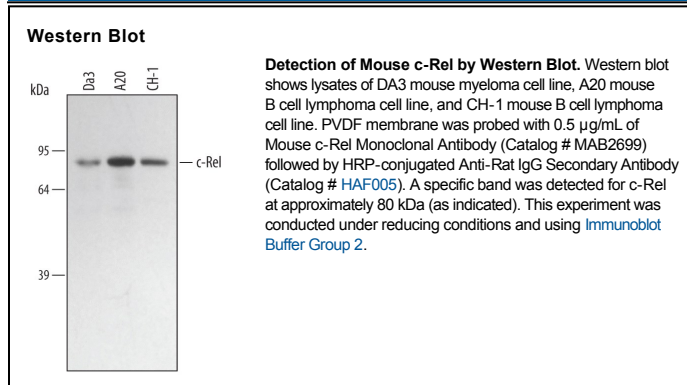 Western Blot
kDa
Da3
A20
CH-1
95
c-Rel
64
39
Detection of Mouse c-Rel by Western Blot. Western blot
shows lysates of DA3 mouse myeloma cell line, A20 mouse
B cell lymphoma cell line, and CH-1 mouse B cell lymphoma
cell line. PVDF membrane was probed with 0.5 µg/mL of
Mouse c-Rel Monoclonal Antibody (Catalog # MAB2699)
followed by HRP-conjugated Anti-Rat IgG Secondary Antibody
(Catalog # HAF005). A specific band was detected for c-Rel
at approximately 80 kDa (as indicated). This experiment was
conducted under reducing conditions and using Immunoblot
Buffer Group 2.